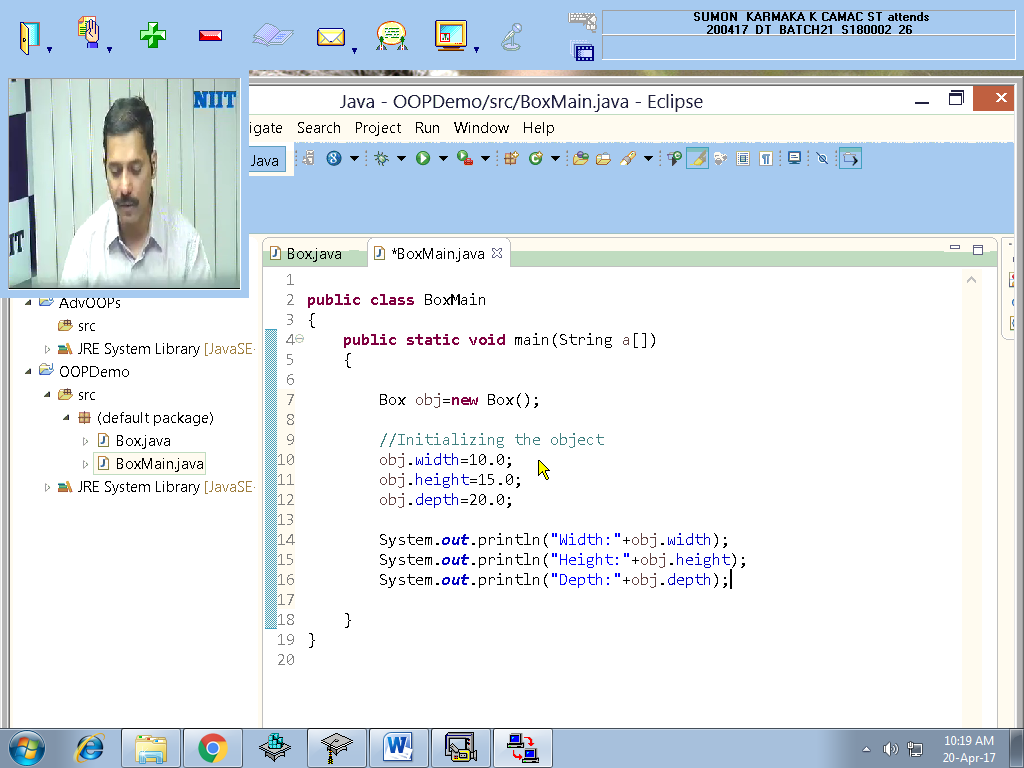 SUMON KARMAKA K CAMAC ST attends
200417_DT_BATCH21_S180002_26
NIIT
IT
Java - OOPDemo/src/BoxMain.java - Eclipse
igate Search Project Run Window Help
Java
Box.java
*BoxMain.java
AdvOOPs
src
JRE System Library [JavaSE-
OOPDemo
src
(default package)
Box.java
BoxMain.java
JRE System Library [JavaSE-
1
2 public class BoxMain
3 {
4 public static void main(String a[])
5 {
6
7 Box obj=new Box();
8
9 //Initializing the object
10 obj.width=10.0;
11 obj.height=15.0;
12 obj.depth=20.0;
13
14 System.out.println("Width:"+obj.width);
15 System.out.println("Height:"+obj.height);
16 System.out.println("Depth:"+obj.depth);
17
18 }
19 }
20
10:19 AM
20-Apr-17